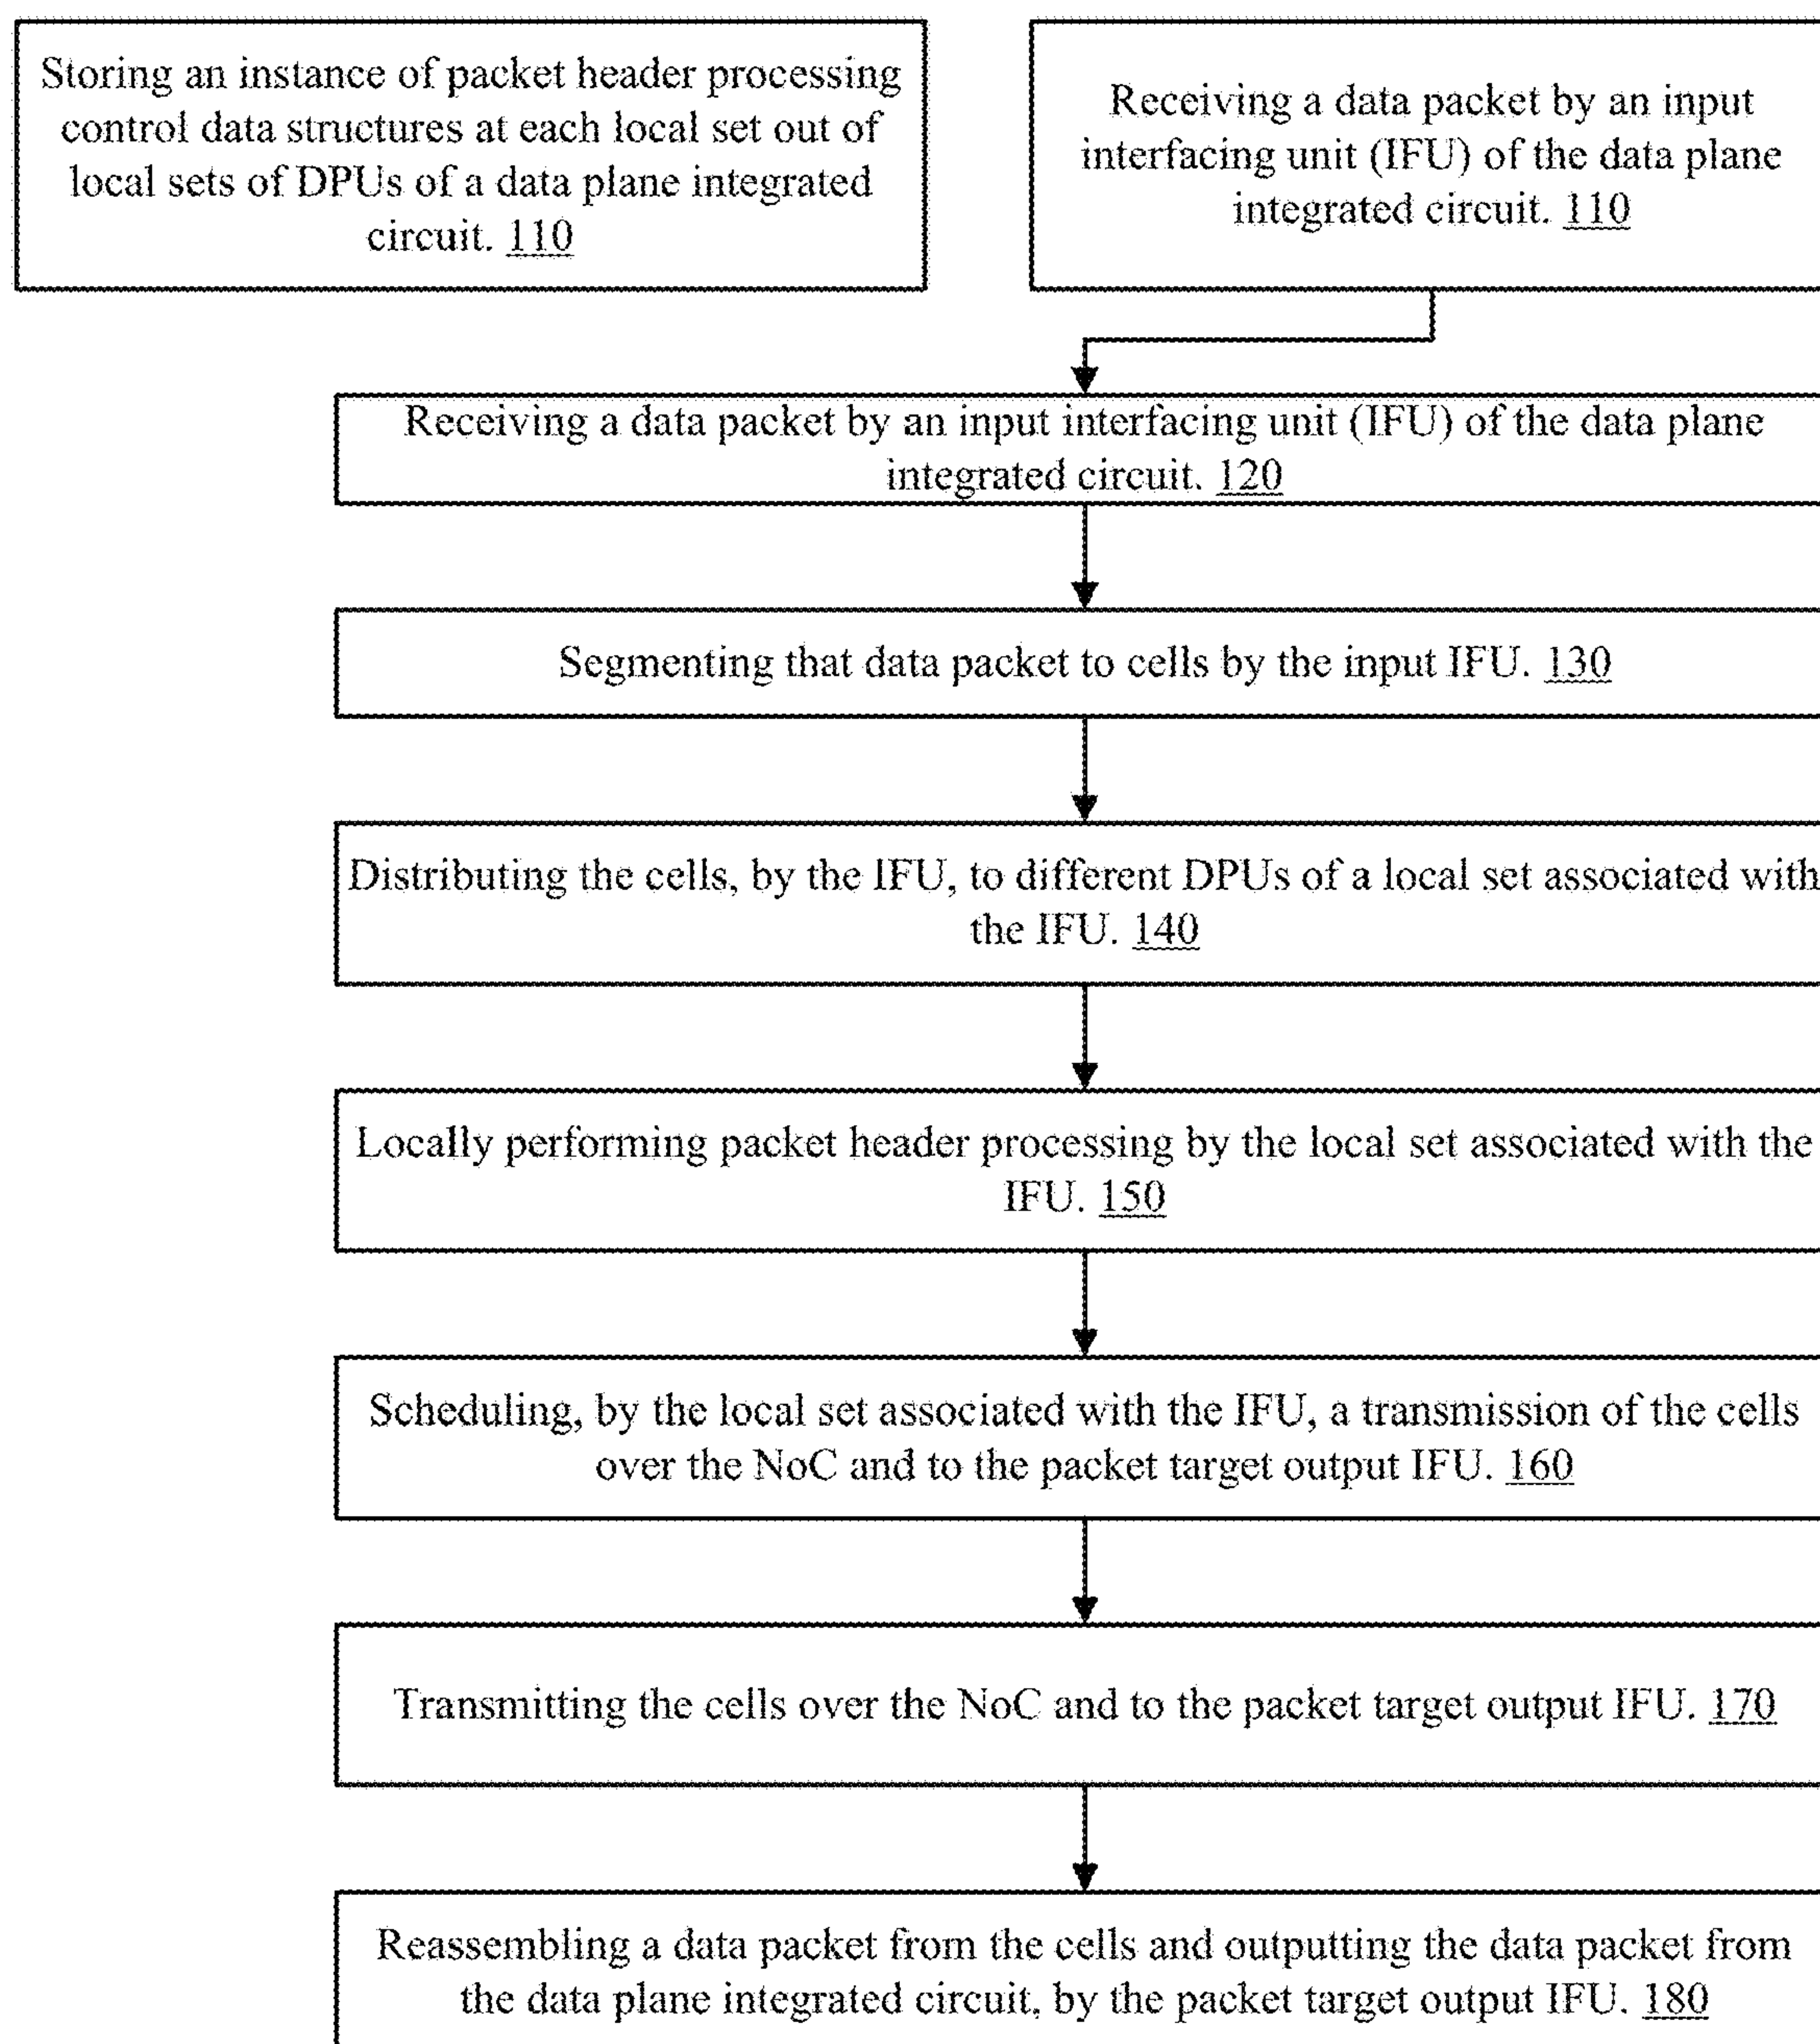 Storing an instance of packet header processing
control data structures at each local set out of
local sets of DPUs of a data plane integrated
circuit. 110
Receiving a data packet by an input
interfacing unit (IFU) of the data plane
integrated circuit. 110
Receiving a data packet by an input interfacing unit (IFU) of the data plane
integrated circuit. 120
Segmenting that data packet to cells by the input IFU. 130
Distributing the cells, by the IFU, to different DPUs of a local set associated with
the IFU. 140
Locally performing packet header processing by the local set associated with the
IFU. 150
Scheduling, by the local set associated with the IFU, a transmission of the cells
over the NoC and to the packet target output IFU. 160
Transmitting the cells over the NoC and to the packet target output IFU. 170
Reassembling a data packet from the cells and outputting the data packet from
the data plane integrated circuit, by the packet target output IFU. 180